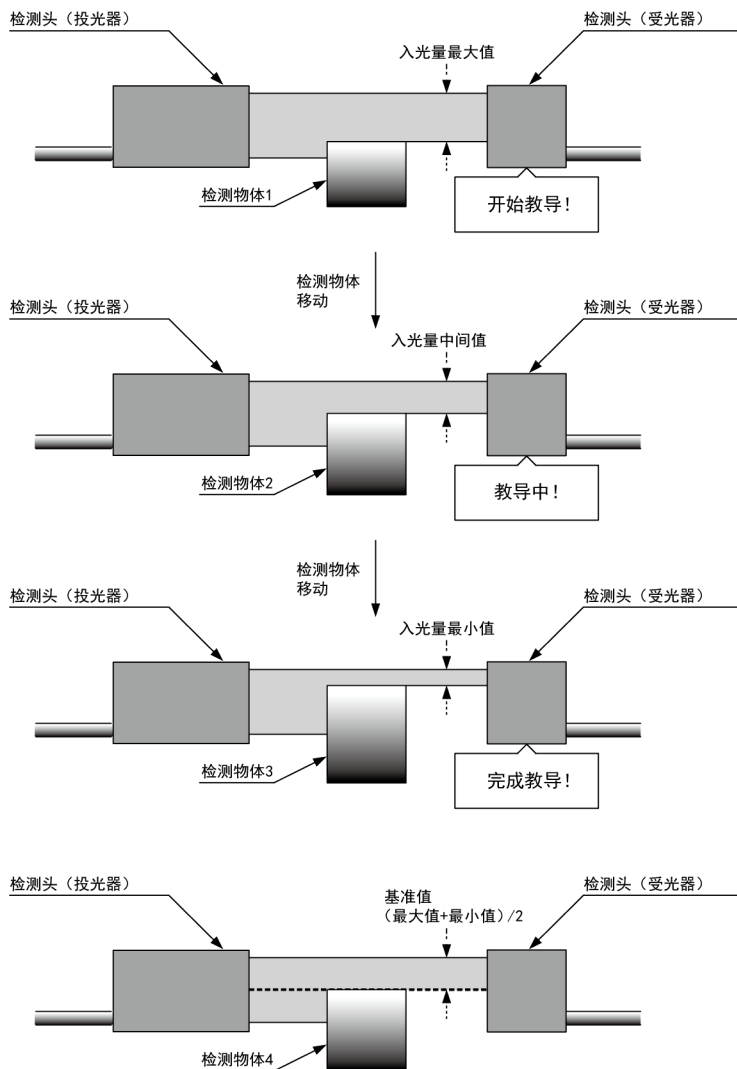 检测头（投光器）
检测头（受光器）
入光量最大值
检测物体1
开始教导！
检测物体
移动
检测头（投光器）
检测头（受光器）
入光量中间值
检测物体2
教导中！
检测物体
移动
检测头（投光器）
检测头（受光器）
入光量最小值
检测物体3
完成教导！
检测头（投光器）
检测头（受光器）
基准值
（最大值+最小值）/2
检测物体4